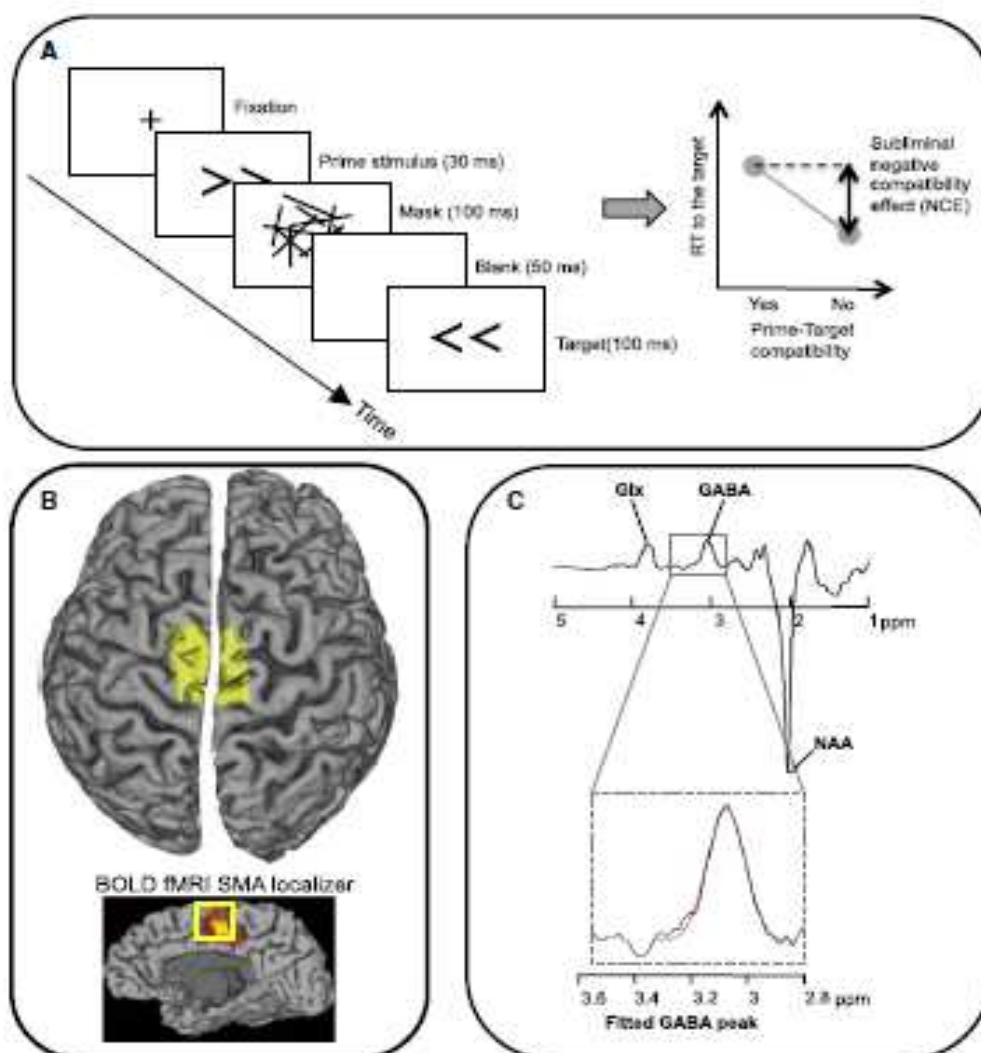 A
Fixation
Prime stimulus (30 ms)
Mask (100 ms)
Blank (50 ms)
Target(100 ms)
Time
RT to the target
Subliminal
negative
compatibility
effect (NCE)
Yes No
Prime-Target
compatibility
B
BOLD fMRI SMA localizer
C
Glx GABA
5 4 3 2 1 ppm
NAA
3.6 3.4 3.2 3 2.8 ppm
Fitted GABA peak